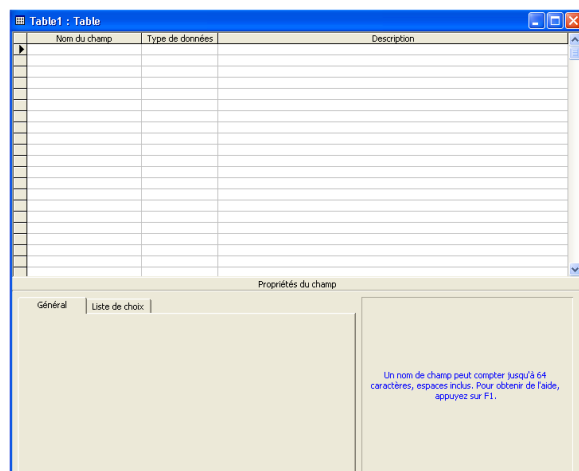 Table1 : Table
Nom du champ Type de données Description
Propriétés du champ
Général Liste de choix
Un nom de champ peut compter jusqu'à 64
caractères, espaces inclus. Pour obtenir de l'aide,
appuyez sur F1.